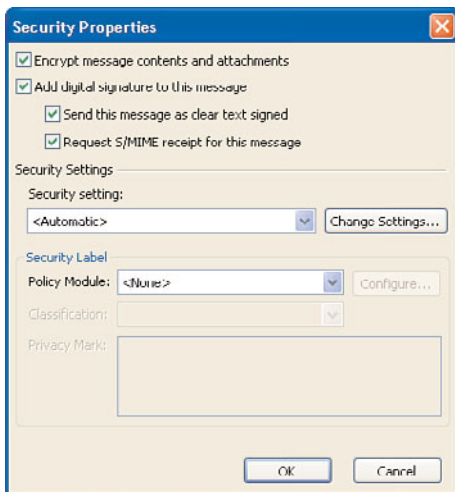 Security Properties
Encrypt message contents and attachments
Add digital signature to this message
Send this message as clear text signed
Request S/MIME receipt for this message
Security Settings
Security setting:
<Automatic>
Change Settings...
Security Label
Policy Module:
<None>
Configure...
Classification:
Privacy Mark:
OK
Cancel